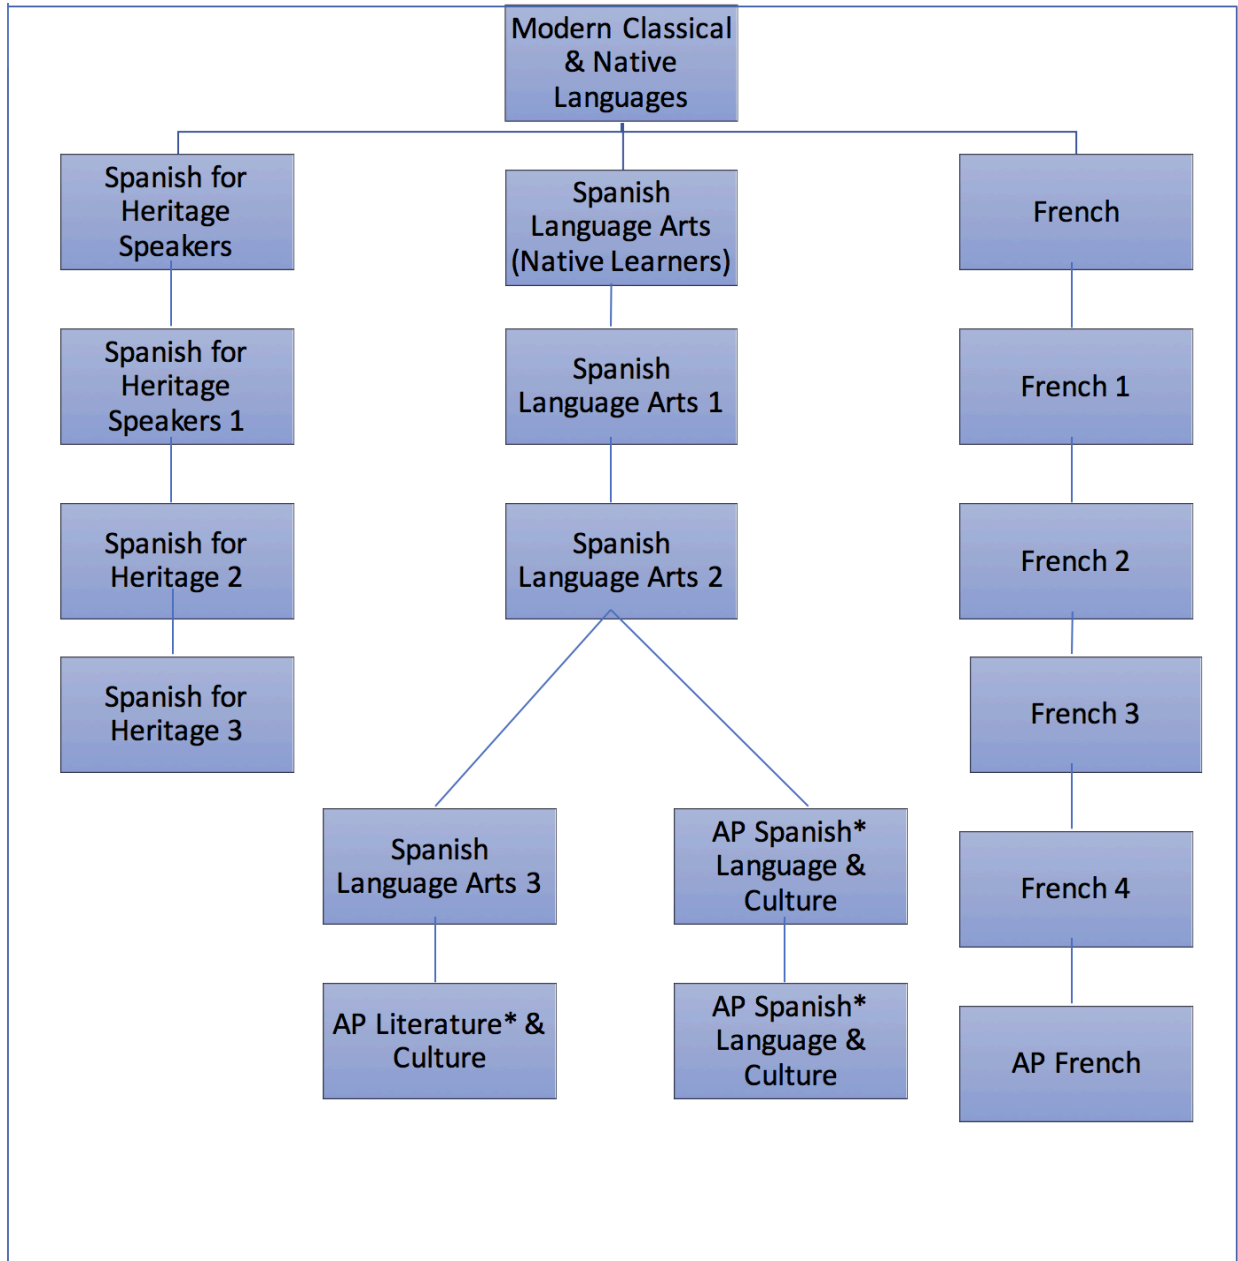 Modern Classical
& Native
Languages
Spanish for
Heritage
Speakers
Spanish
Language Arts
(Native Learners)
French
Spanish for
Heritage
Speakers 1
Spanish
Language Arts 1
French 1
Spanish for
Heritage 2
Spanish
Language Arts 2
French 2
Spanish for
Heritage 3
French 3
Spanish
Language Arts 3
AP Spanish*
Language &
Culture
French 4
AP Literature* &
Culture
AP Spanish*
Language &
Culture
AP French